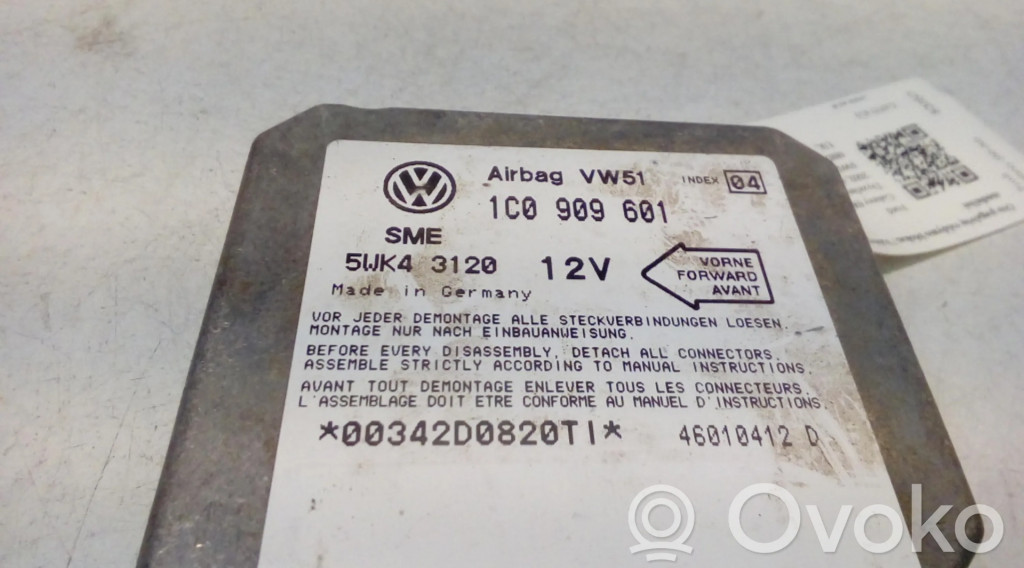 Airbag VW51 INDEX 04
1C0 909 601
SME
5WK4 3120 12V
VORNE
FORWARD
AVANT
Made in Germany
VOR JEDER DEMONTAGE ALLE STECKVERBINDUNGEN LOESEN.
MONTAGE NUR NACH EINBAUANWEISUNG.
BEFORE EVERY DISASSEMBLY, DETACH ALL CONNECTORS.
ASSEMBLE STRICTLY ACCORDING TO MANUAL INSTRUCTIONS.
AVANT TOUT DEMONTAGE ENLEVER TOUS LES CONNECTEURS.
L'ASSEMBLAGE DOIT ETRE CONFORME AU MANUEL D'INSTRUCTIONS.
*00342D0820TI* 46010412 D
Ovoko